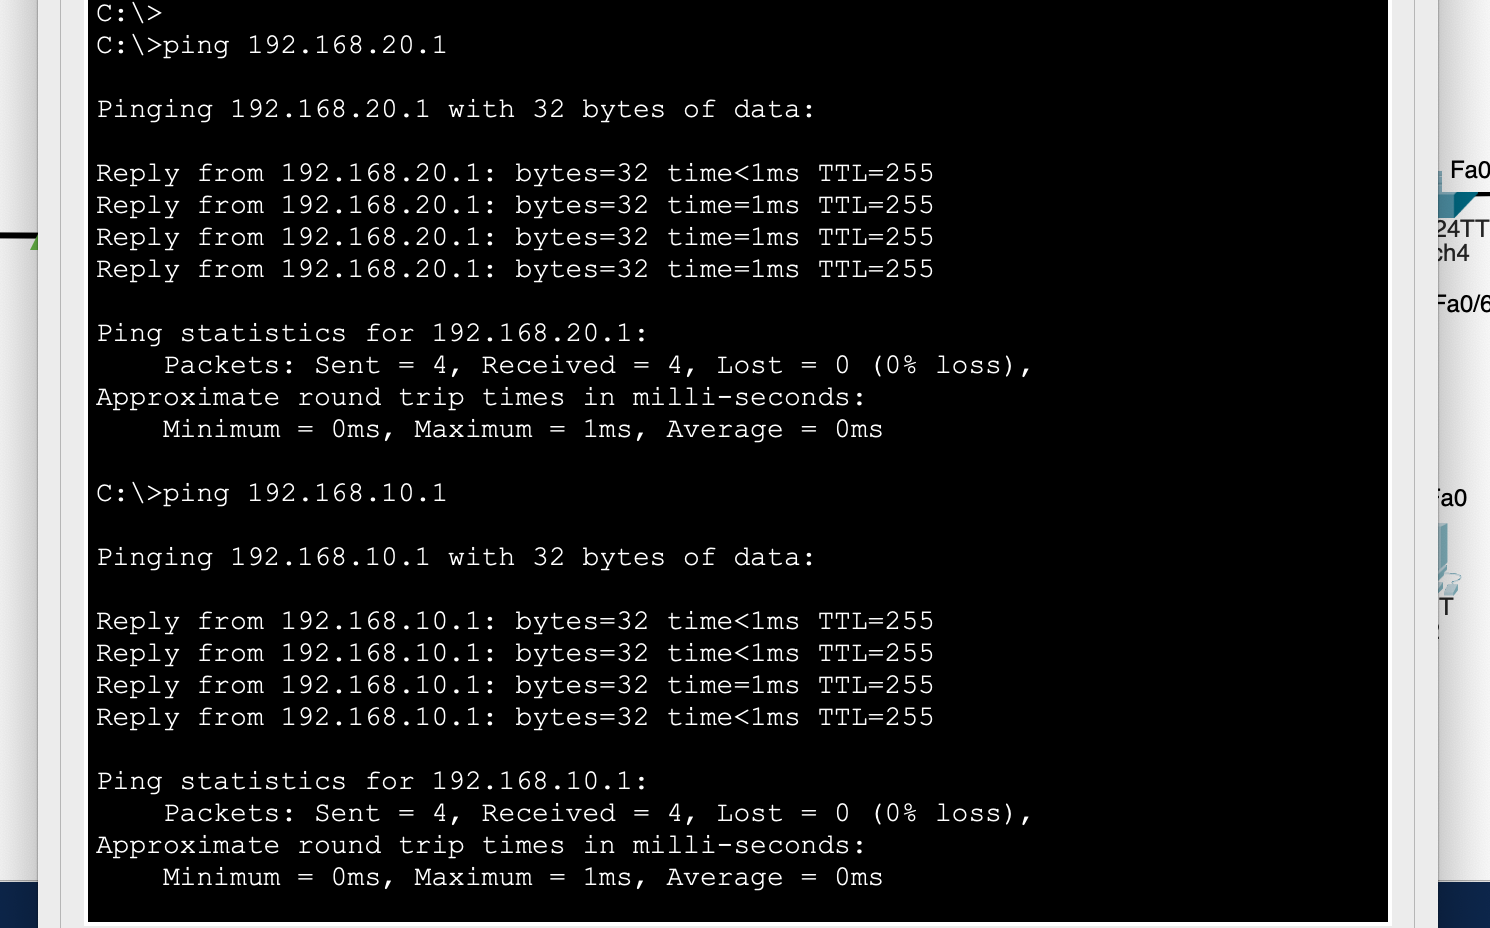 C:\>
C:\>ping 192.168.20.1
Pinging 192.168.20.1 with 32 bytes of data:
Reply from 192.168.20.1: bytes=32 time<1ms TTL=255
Reply from 192.168.20.1: bytes=32 time=1ms TTL=255
Reply from 192.168.20.1: bytes=32 time=1ms TTL=255
Reply from 192.168.20.1: bytes=32 time=1ms TTL=255
Ping statistics for 192.168.20.1:
    Packets: Sent = 4, Received = 4, Lost = 0 (0% loss),
Approximate round trip times in milli-seconds:
    Minimum = 0ms, Maximum = 1ms, Average = 0ms
C:\>ping 192.168.10.1
Pinging 192.168.10.1 with 32 bytes of data:
Reply from 192.168.10.1: bytes=32 time<1ms TTL=255
Reply from 192.168.10.1: bytes=32 time<1ms TTL=255
Reply from 192.168.10.1: bytes=32 time=1ms TTL=255
Reply from 192.168.10.1: bytes=32 time<1ms TTL=255
Ping statistics for 192.168.10.1:
    Packets: Sent = 4, Received = 4, Lost = 0 (0% loss),
Approximate round trip times in milli-seconds:
    Minimum = 0ms, Maximum = 1ms, Average = 0ms
Fa0
24TT
ch4
Fa0/6
Fa0
T